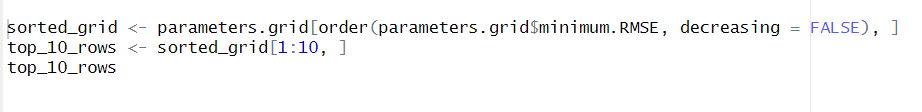 sorted_grid <- parameters.grid[order(parameters.grid$minimum.RMSE, decreasing = FALSE), ]
top_10_rows <- sorted_grid[1:10, ]
top_10_rows